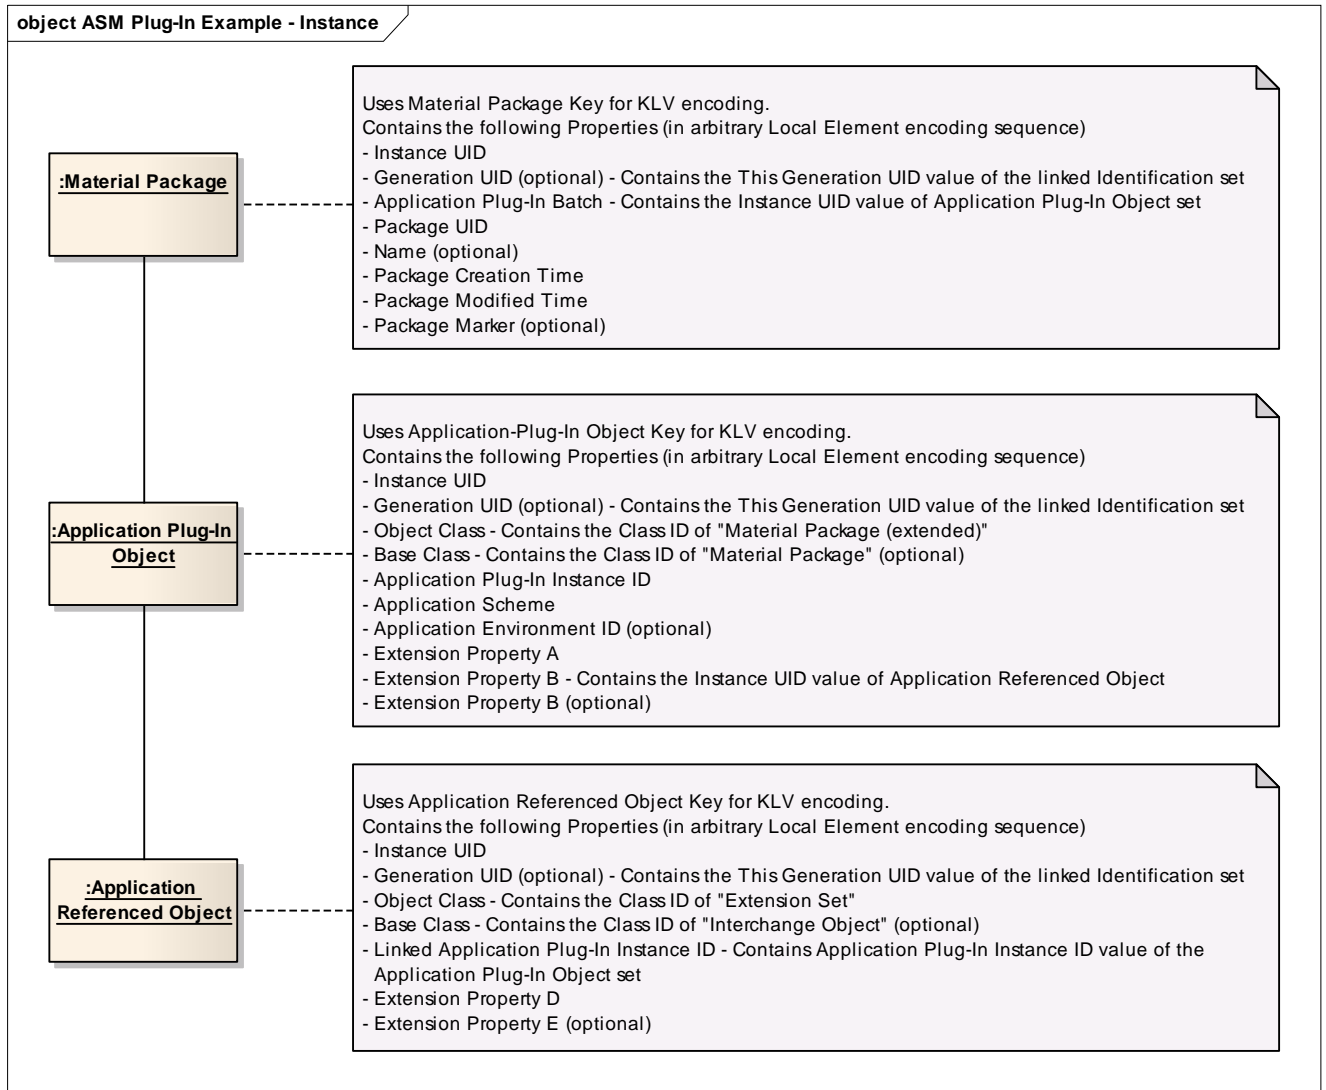 object ASM Plug-In Example - Instance
:Material Package
Uses Material Package Key for KLV encoding.
Contains the following Properties (in arbitrary Local Element encoding sequence)
- Instance UID
- Generation UID (optional) - Contains the This Generation UID value of the linked Identification set
- Application Plug-In Batch - Contains the Instance UID value of Application Plug-In Object set
- Package UID
- Name (optional)
- Package Creation Time
- Package Modified Time
- Package Marker (optional)
:Application Plug-In
Object
Uses Application-Plug-In Object Key for KLV encoding.
Contains the following Properties (in arbitrary Local Element encoding sequence)
- Instance UID
- Generation UID (optional) - Contains the This Generation UID value of the linked Identification set
- Object Class - Contains the Class ID of "Material Package (extended)"
- Base Class - Contains the Class ID of "Material Package" (optional)
- Application Plug-In Instance ID
- Application Scheme
- Application Environment ID (optional)
- Extension Property A
- Extension Property B - Contains the Instance UID value of Application Referenced Object
- Extension Property B (optional)
:Application
Referenced Object
Uses Application Referenced Object Key for KLV encoding.
Contains the following Properties (in arbitrary Local Element encoding sequence)
- Instance UID
- Generation UID (optional) - Contains the This Generation UID value of the linked Identification set
- Object Class - Contains the Class ID of "Extension Set"
- Base Class - Contains the Class ID of "Interchange Object" (optional)
- Linked Application Plug-In Instance ID - Contains Application Plug-In Instance ID value of the
Application Plug-In Object set
- Extension Property D
- Extension Property E (optional)